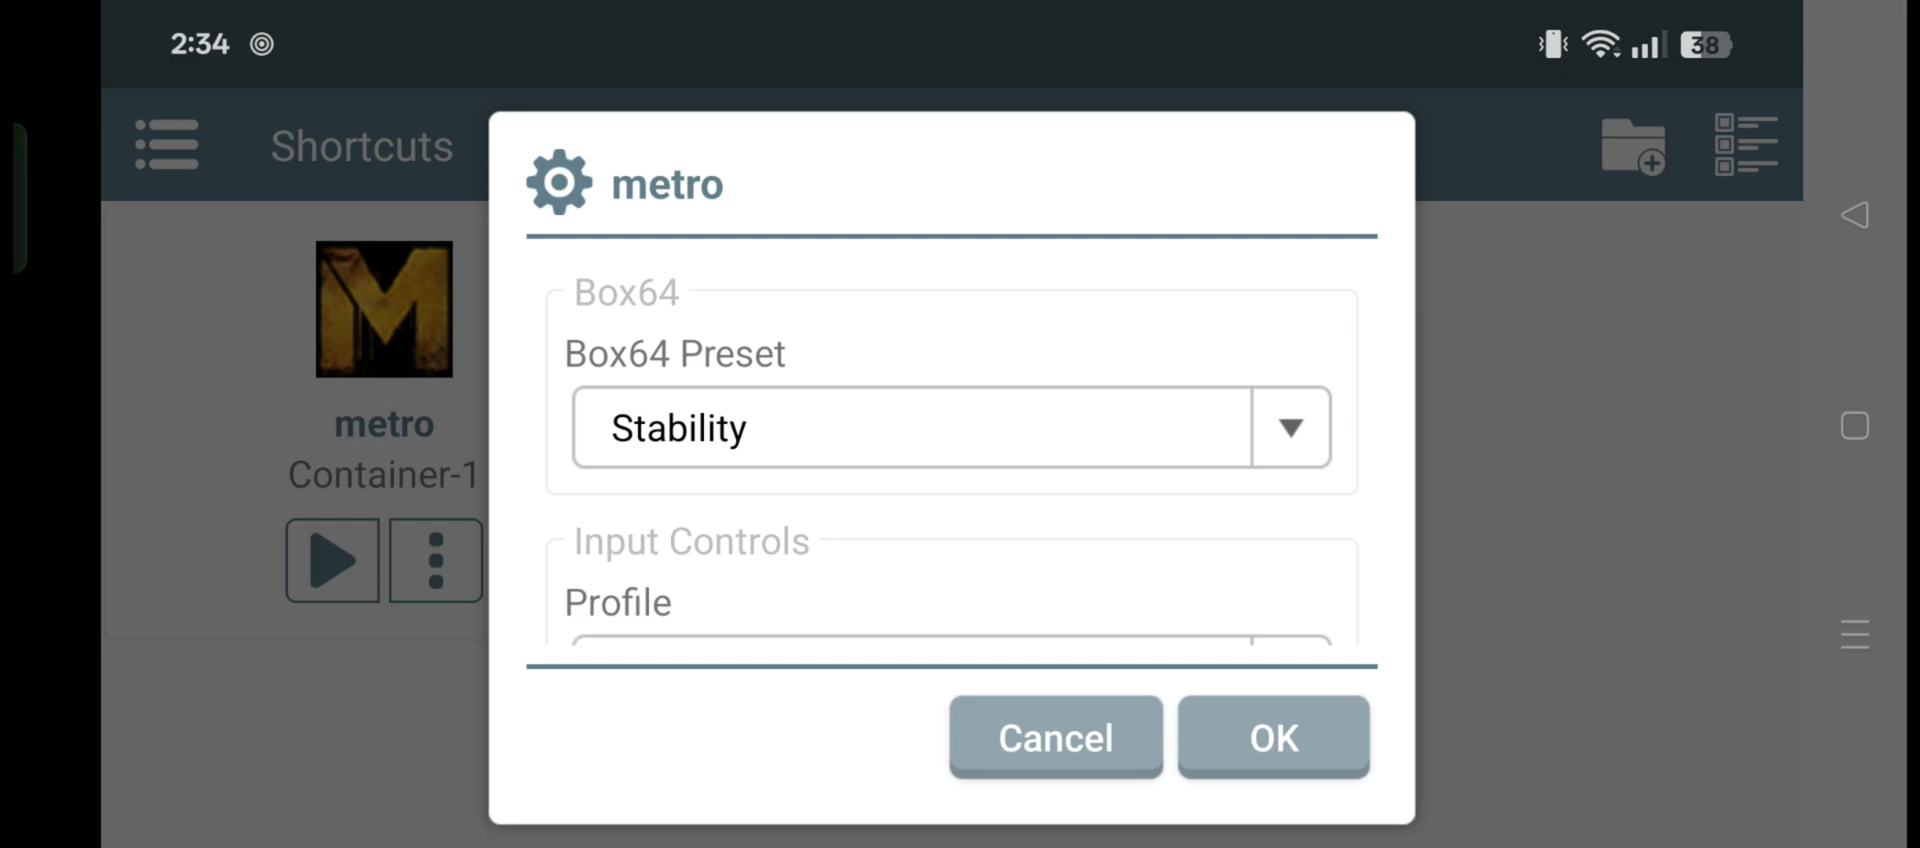 2:34
38
Shortcuts
metro
Box64
Box64 Preset
Stability
Input Controls
Profile
Cancel
OK
M
metro
Container-1